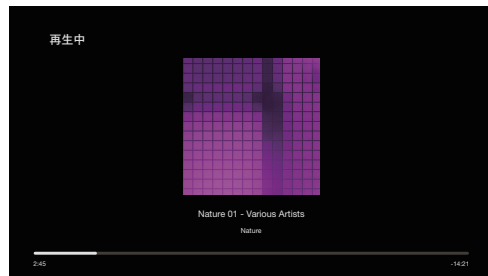 再生中
Nature 01 - Various Artists
Nature
2:45
-14:21